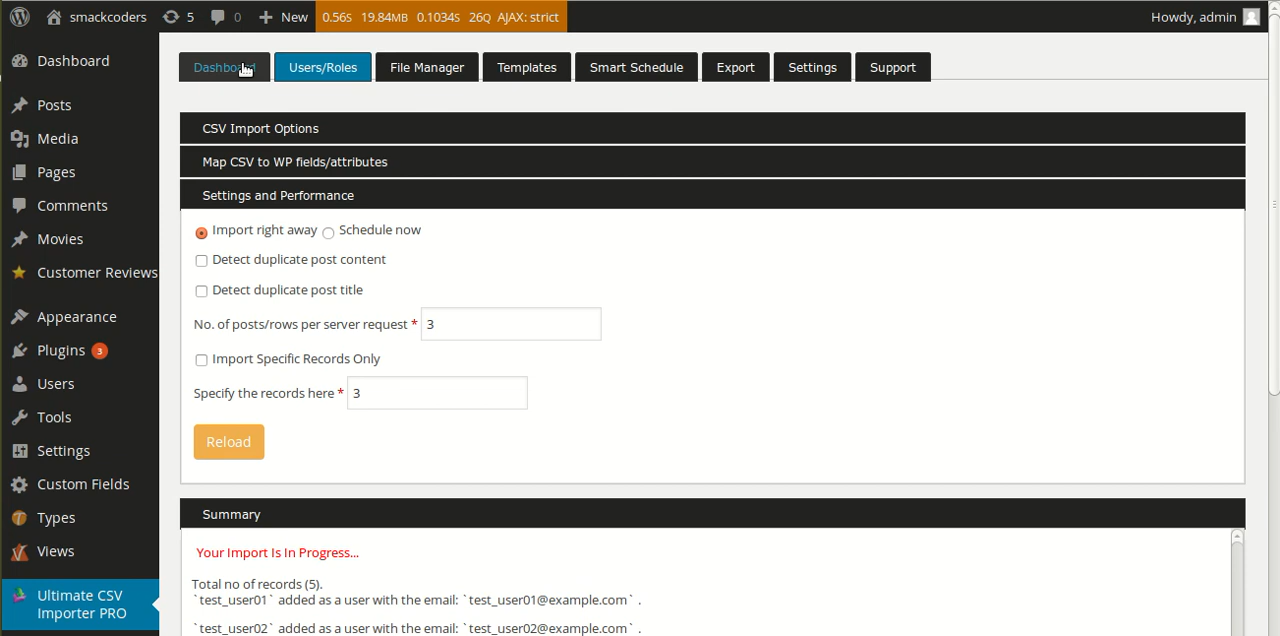 smackcoders 5 0 New 0.56S 19.84MB 0.1034S 26Q AJAX: strict Howdy, admin
Dashboard
Posts
Media
Pages
Comments
Movies
Customer Reviews
Appearance
Plugins 3
Users
Tools
Settings
Custom Fields
Types
Views
Ultimate CSV
Importer PRO
Dashboard Users/Roles File Manager Templates Smart Schedule Export Settings Support
CSV Import Options
Map CSV to WP fields/attributes
Settings and Performance
Import right away Schedule now
Detect duplicate post content
Detect duplicate post title
No. of posts/rows per server request * 3
Import Specific Records Only
Specify the records here * 3
Reload
Summary
Your Import Is In Progress...
Total no of records (5).
`test_user01` added as a user with the email: `test_user01@example.com` .
`test_user02` added as a user with the email: `test_user02@example.com` .